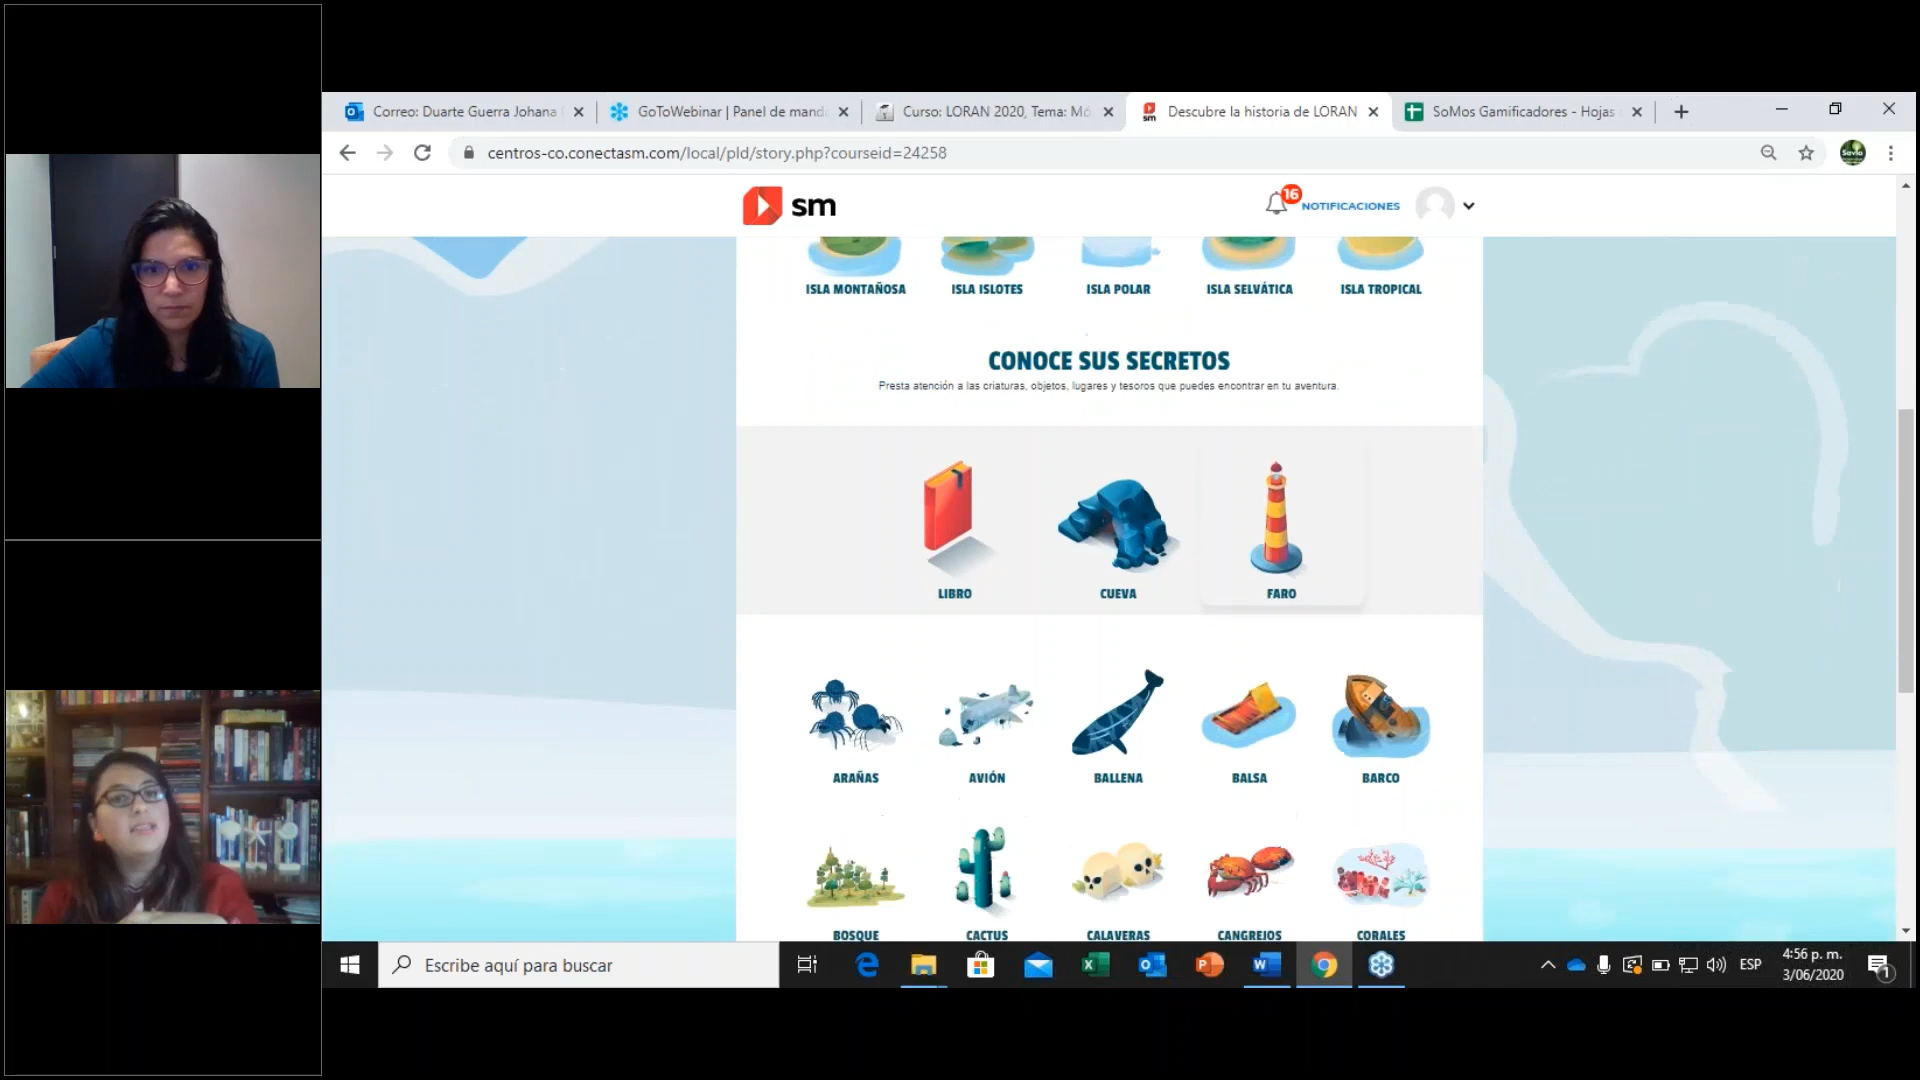 Correo: Duarte Guerra Johana
GoToWebinar | Panel de mand
Curso: LORAN 2020, Tema: Mó
Descubre la historia de LORAN
SoMos Gamificadores - Hojas
centros-co.conectasm.com/local/pld/story.php?courseid=24258
Savia
sm
16
NOTIFICACIONES
ISLA MONTAÑOSA
ISLA ISLOTES
ISLA POLAR
ISLA SELVÁTICA
ISLA TROPICAL
CONOCE SUS SECRETOS
Presta atención a las criaturas, objetos, lugares y tesoros que puedes encontrar en tu aventura.
LIBRO
CUEVA
FARO
ARAÑAS
AVIÓN
BALLENA
BALSA
BARCO
BOSQUE
CACTUS
CALAVERAS
CANGREJOS
CORALES
Escribe aquí para buscar
ESP
4:56 p. m.
3/06/2020
1